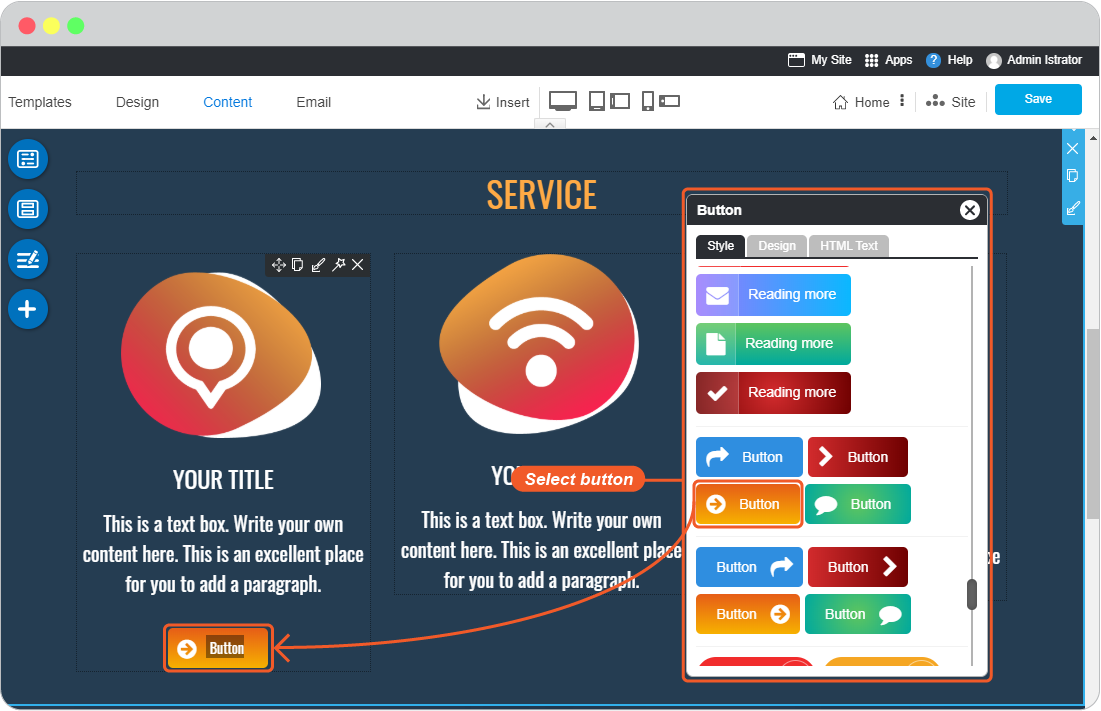 My Site Apps ? Help Admin Istrator
Templates Design Content Email Insert Home Site Save
SERVICE
YOUR TITLE
This is a text box. Write your own
content here. This is an excellent place
for you to add a paragraph.
Button
This is a text box. Write your own
content here. This is an excellent place
for you to add a paragraph.
Select button
Button
Style Design HTML Text
Reading more
Reading more
Reading more
Button Button
Button Button
Button Button
Button Button